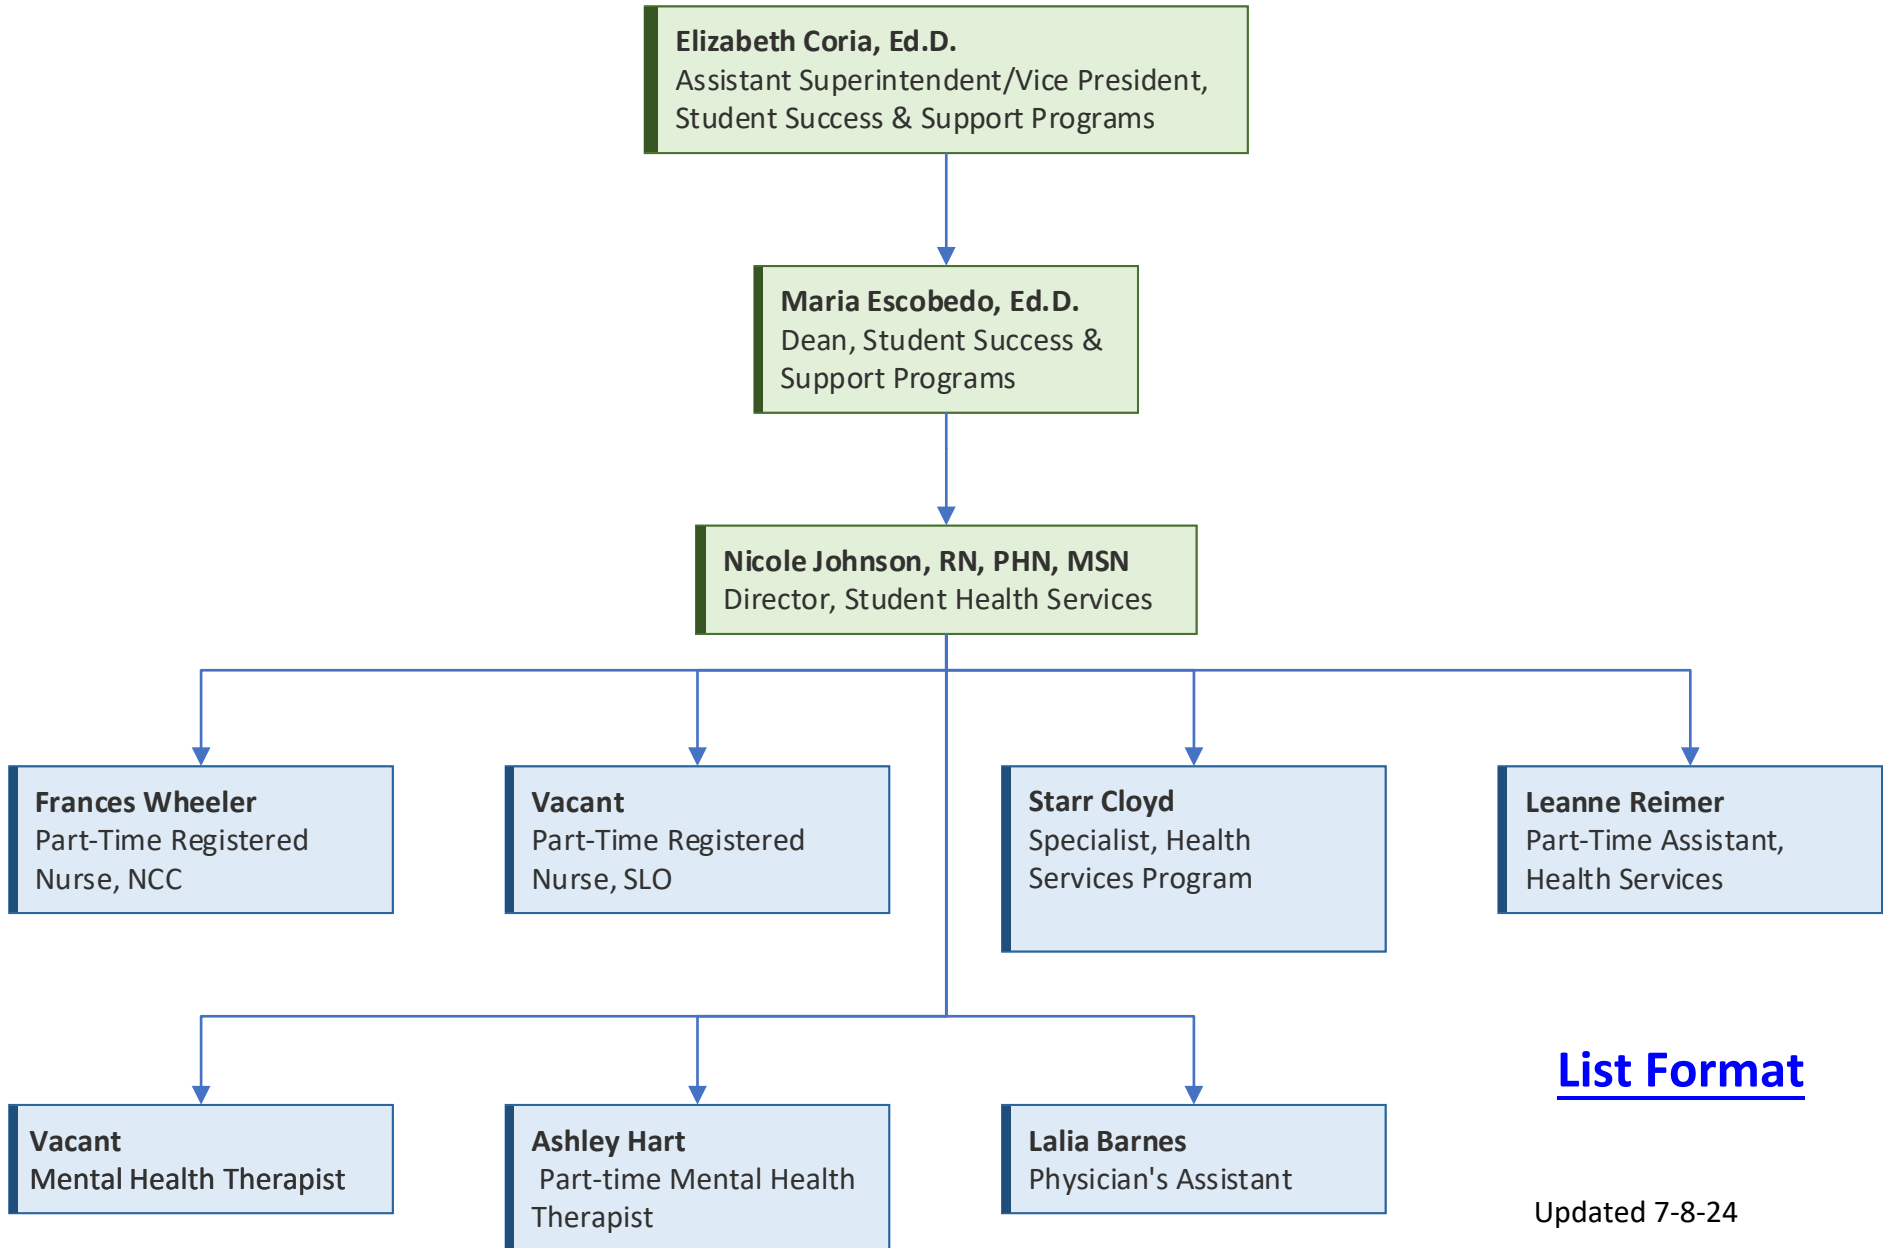 Elizabeth Coria, Ed.D.
Assistant Superintendent/Vice President,
Student Success & Support Programs
Maria Escobedo, Ed.D.
Dean, Student Success &
Support Programs
Nicole Johnson, RN, PHN, MSN
Director, Student Health Services
Frances Wheeler
Part-Time Registered
Nurse, NCC
Vacant
Part-Time Registered
Nurse, SLO
Starr Cloyd
Specialist, Health
Services Program
Leanne Reimer
Part-Time Assistant,
Health Services
Vacant
Mental Health Therapist
Ashley Hart
Part-time Mental Health
Therapist
Lalia Barnes
Physician's Assistant
List Format
Updated 7-8-24